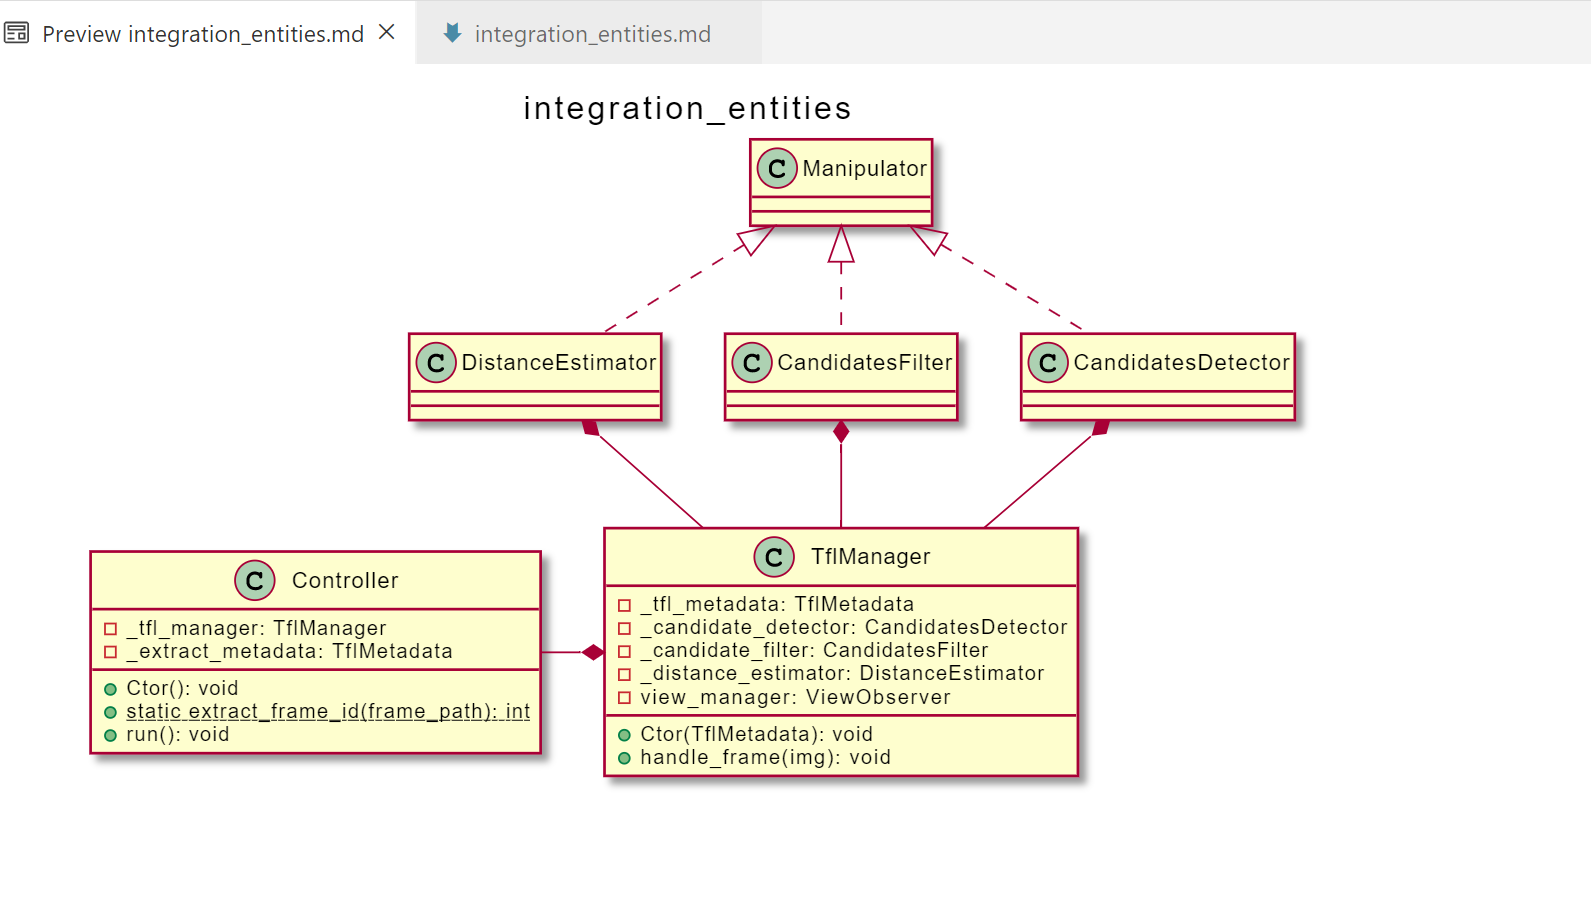 Preview integration_entities.md
integration_entities.md
integration_entities
C Manipulator
C DistanceEstimator
C CandidatesFilter
C CandidatesDetector
C Controller
_tfl_manager: TflManager
_extract_metadata: TflMetadata
Ctor(): void
static extract_frame_id(frame_path): int
run(): void
C TflManager
_tfl_metadata: TflMetadata
_candidate_detector: CandidatesDetector
_candidate_filter: CandidatesFilter
_distance_estimator: DistanceEstimator
view_manager: ViewObserver
Ctor(TflMetadata): void
handle_frame(img): void